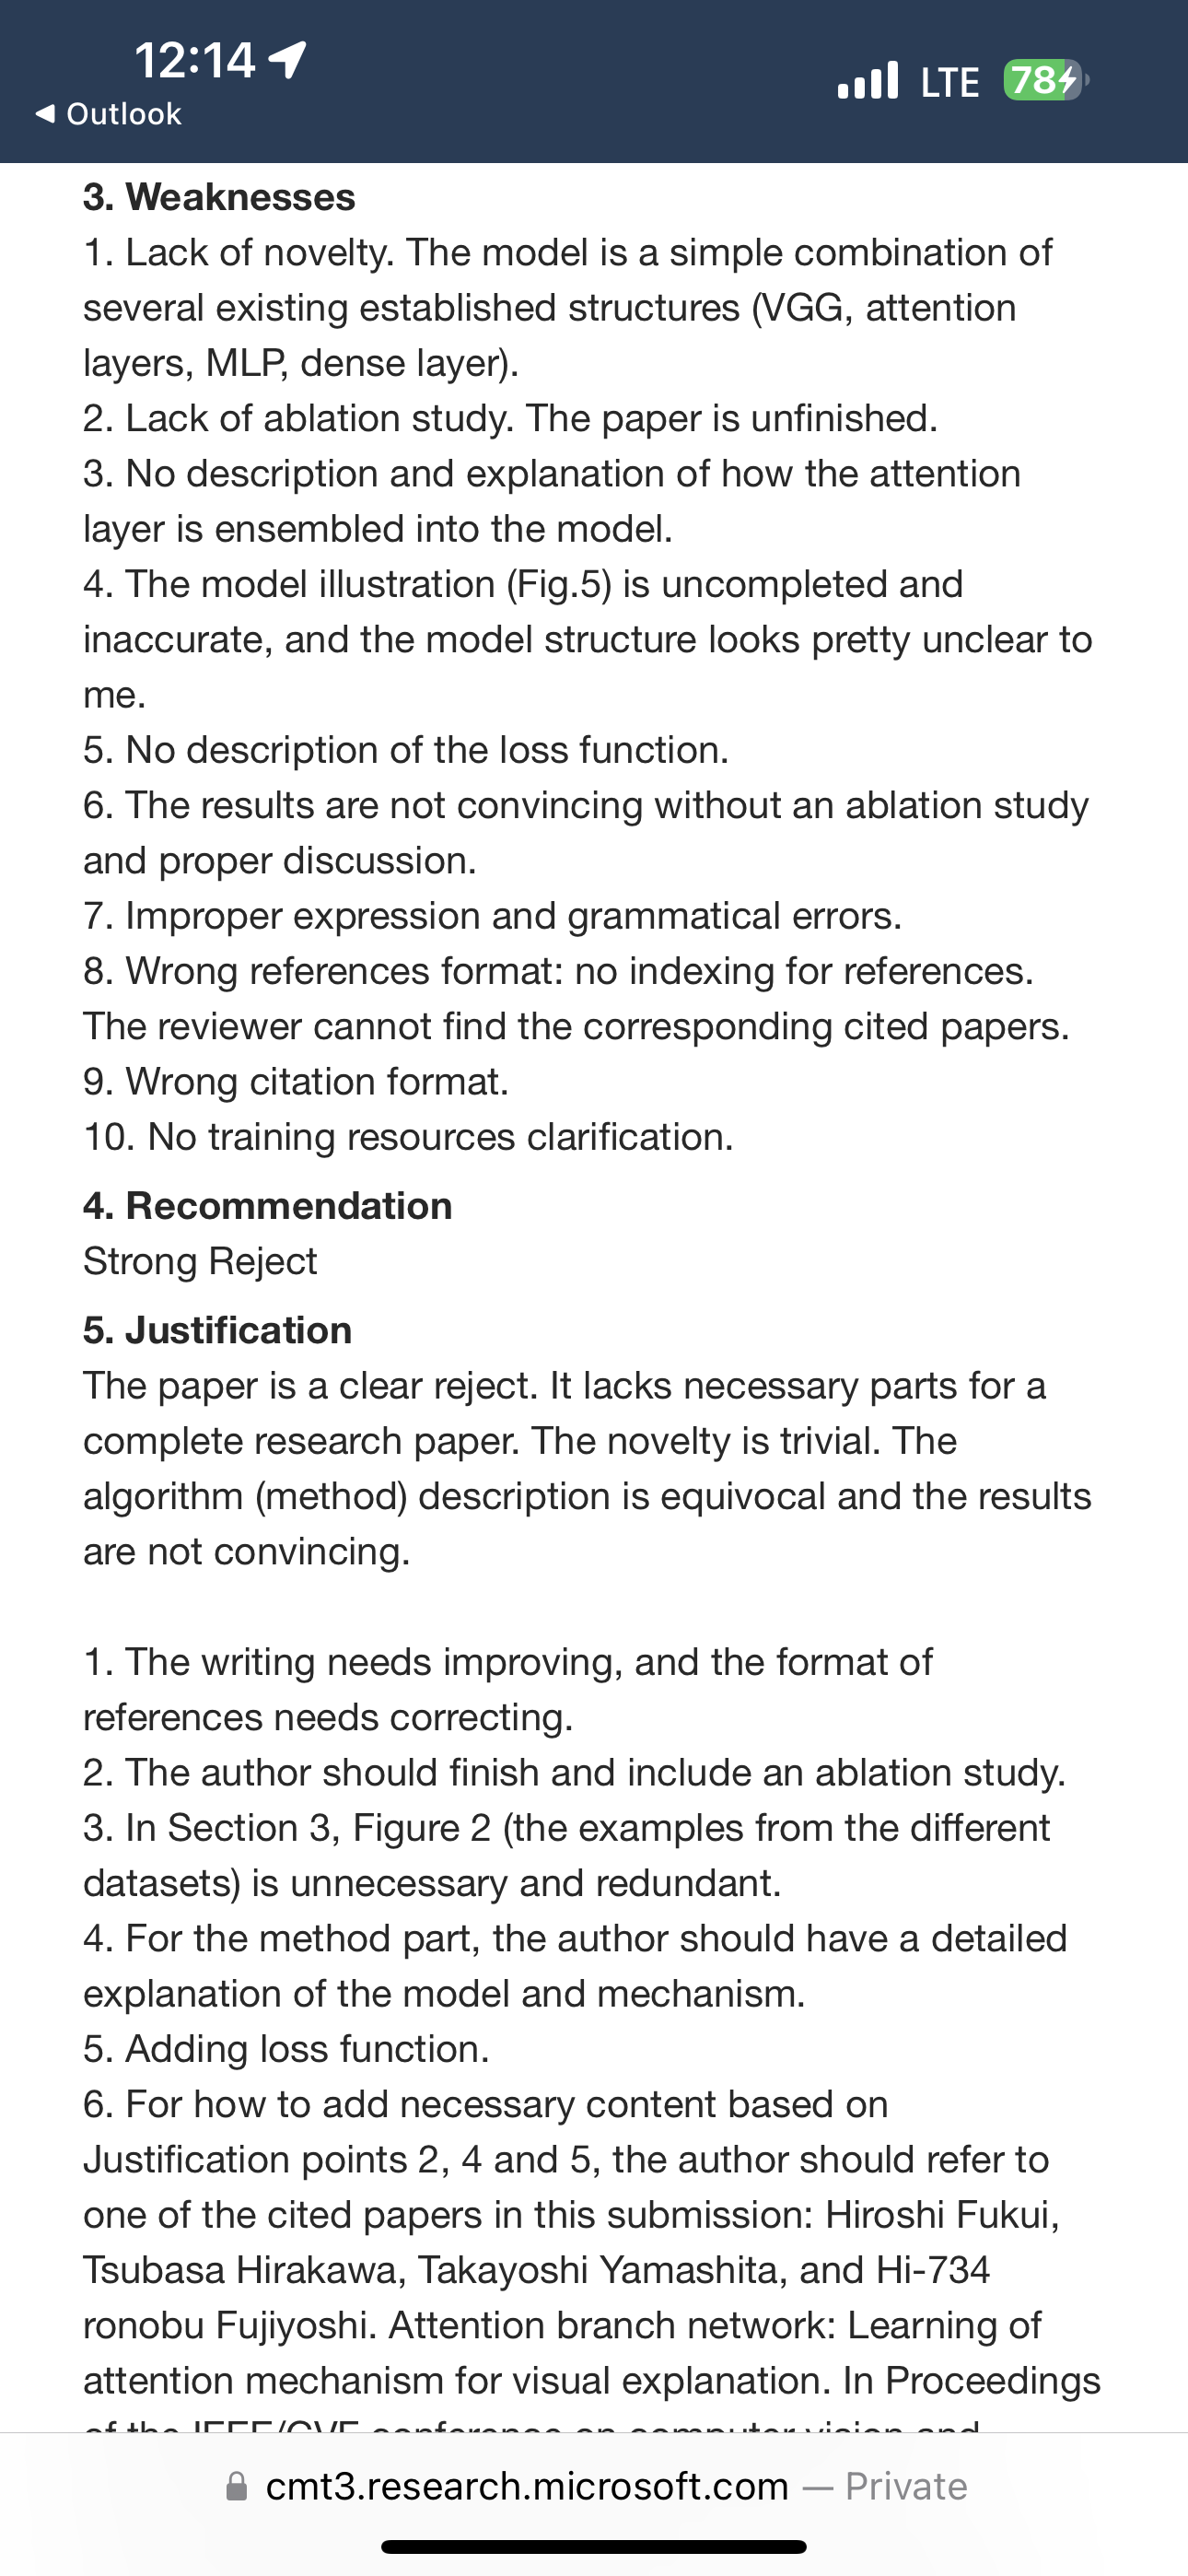 12:14
LTE
78
Outlook
3. Weaknesses
1. Lack of novelty. The model is a simple combination of
several existing established structures (VGG, attention
layers, MLP, dense layer).
2. Lack of ablation study. The paper is unfinished.
3. No description and explanation of how the attention
layer is ensembled into the model.
4. The model illustration (Fig.5) is uncompleted and
inaccurate, and the model structure looks pretty unclear to
me.
5. No description of the loss function.
6. The results are not convincing without an ablation study
and proper discussion.
7. Improper expression and grammatical errors.
8. Wrong references format: no indexing for references.
The reviewer cannot find the corresponding cited papers.
9. Wrong citation format.
10. No training resources clarification.
4. Recommendation
Strong Reject
5. Justification
The paper is a clear reject. It lacks necessary parts for a
complete research paper. The novelty is trivial. The
algorithm (method) description is equivocal and the results
are not convincing.
1. The writing needs improving, and the format of
references needs correcting.
2. The author should finish and include an ablation study.
3. In Section 3, Figure 2 (the examples from the different
datasets) is unnecessary and redundant.
4. For the method part, the author should have a detailed
explanation of the model and mechanism.
5. Adding loss function.
6. For how to add necessary content based on
Justification points 2, 4 and 5, the author should refer to
one of the cited papers in this submission: Hiroshi Fukui,
Tsubasa Hirakawa, Takayoshi Yamashita, and Hi-734
ronobu Fujiyoshi. Attention branch network: Learning of
attention mechanism for visual explanation. In Proceedings
of the IEEE/CVF conference on computer vision and
cmt3.research.microsoft.com — Private